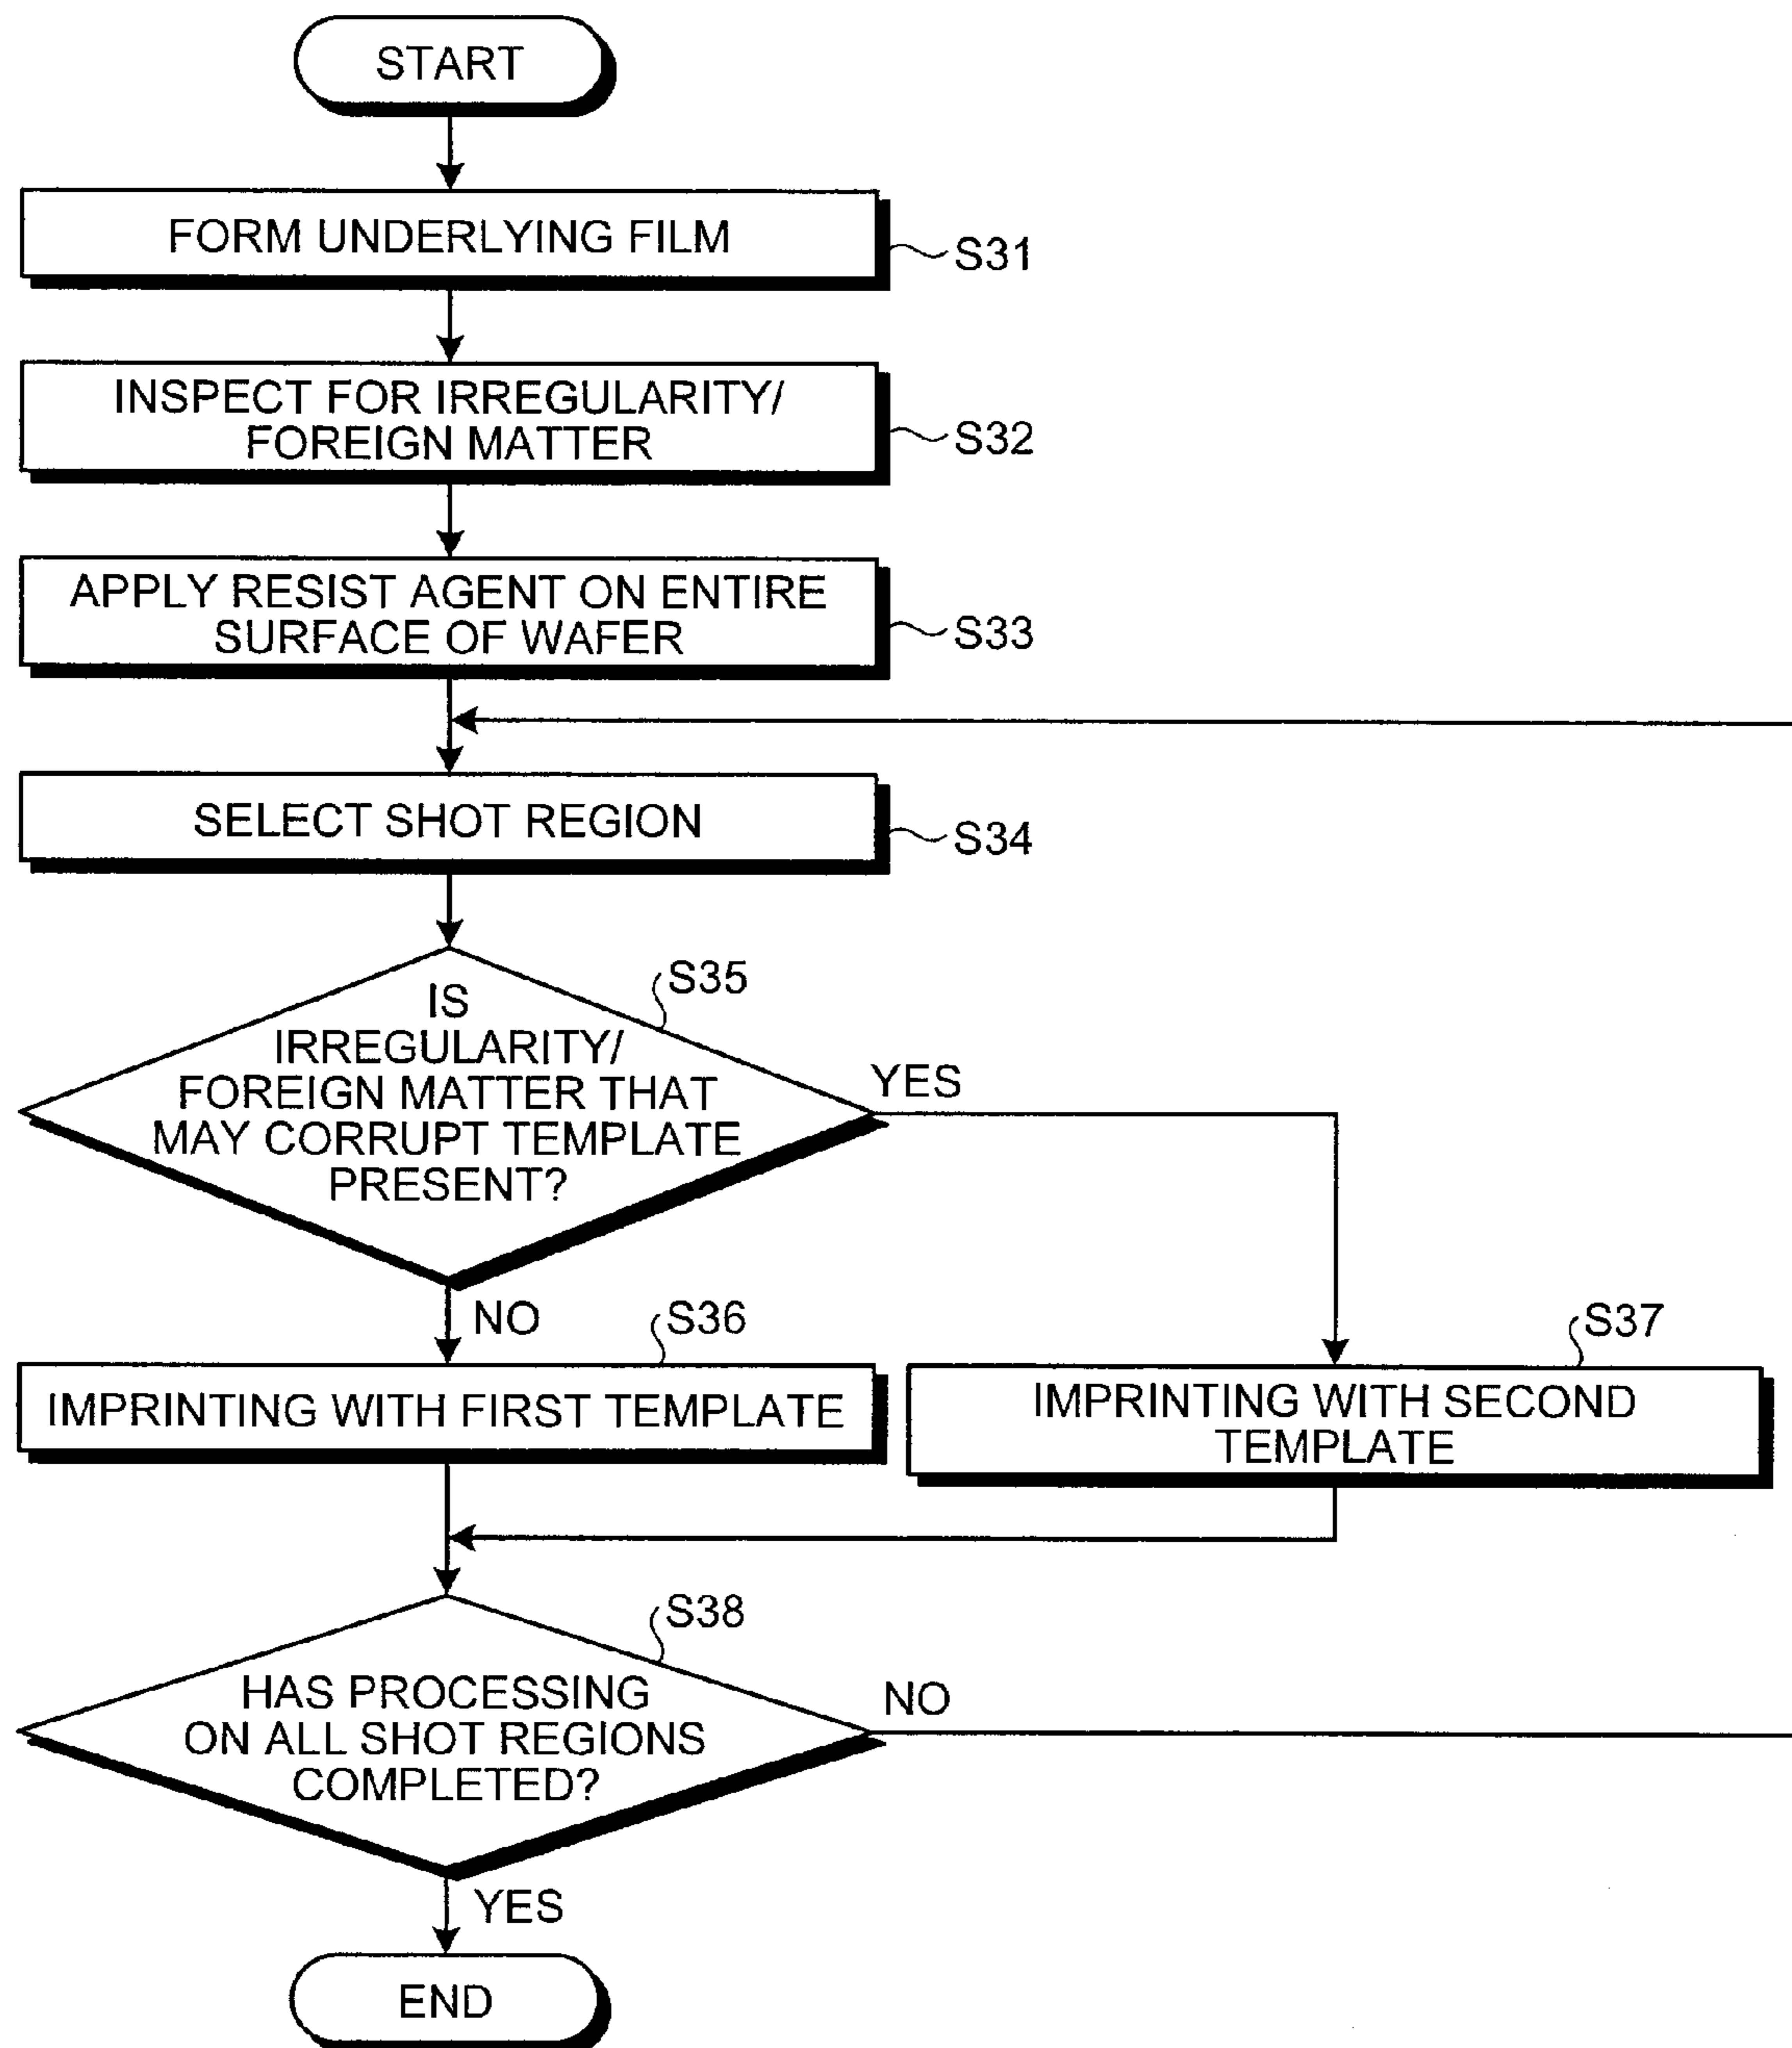 START
FORM UNDERLYING FILM
S31
INSPECT FOR IRREGULARITY/
FOREIGN MATTER
S32
APPLY RESIST AGENT ON ENTIRE
SURFACE OF WAFER
S33
SELECT SHOT REGION
S34
S35
IS
IRREGULARITY/
FOREIGN MATTER THAT
MAY CORRUPT TEMPLATE
PRESENT?
YES
NO
S36
IMPRINTING WITH FIRST TEMPLATE
S37
IMPRINTING WITH SECOND
TEMPLATE
S38
HAS PROCESSING
ON ALL SHOT REGIONS
COMPLETED?
NO
YES
END